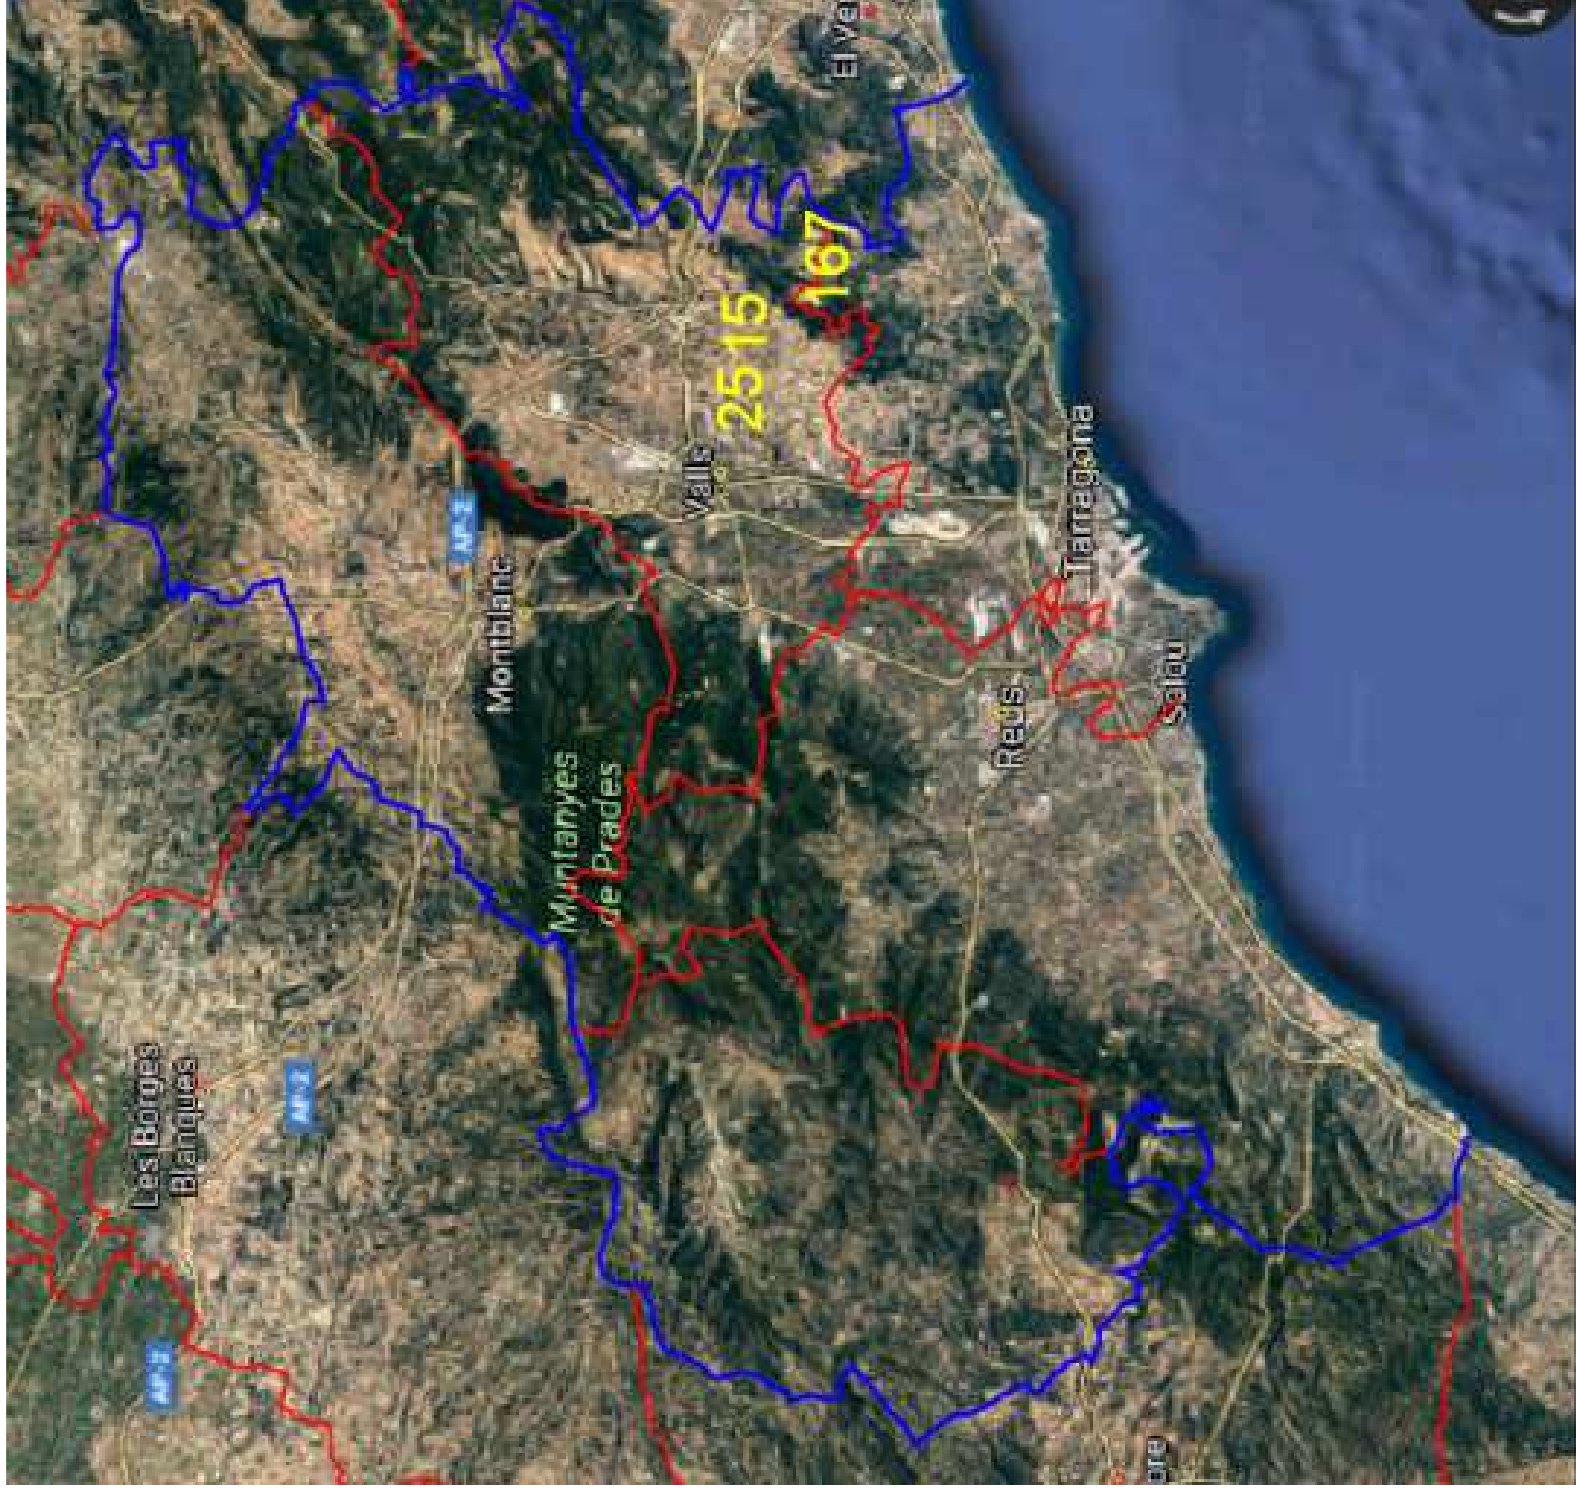 El Ve
167
25 15
AP-2
Valls
Montblanc
Tarragona
Salou
Reus
Muntanyes
de Prades
Les Borges
Blanques
AP-2
AP-2
ore